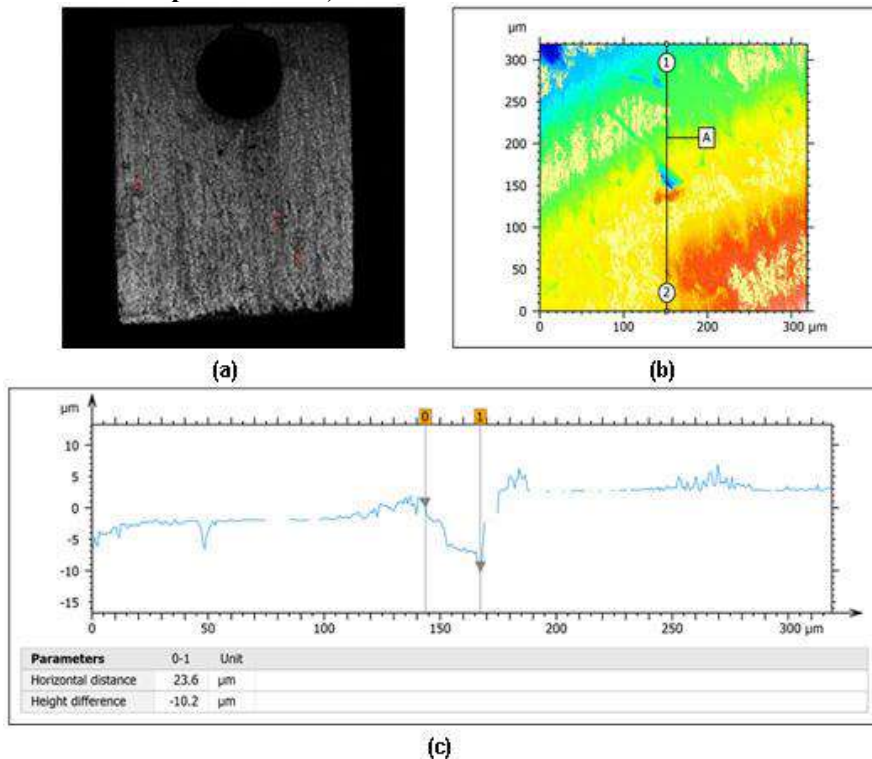 µm
300
250
200
150
100
50
0
1
A
2
0 100 200 300 µm
(a)
(b)
µm
10
5
0
-5
-10
-15
0 1
0 50 100 150 200 250 300 µm
Parameters 0-1 Unit
Horizontal distance 23.6 µm
Height difference -10.2 µm
(c)